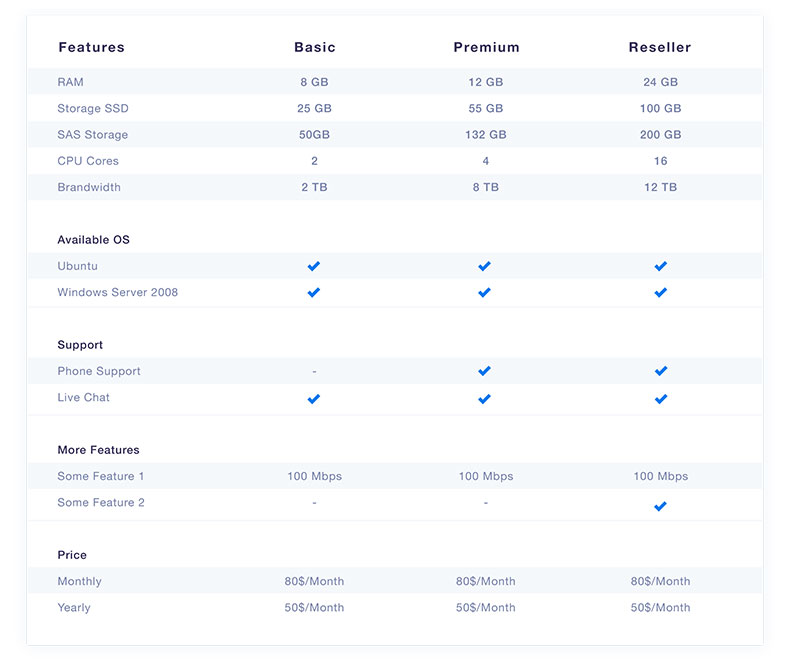 Features Basic Premium Reseller
RAM 8 GB 12 GB 24 GB
Storage SSD 25 GB 55 GB 100 GB
SAS Storage 50GB 132 GB 200 GB
CPU Cores 2 4 16
Brandwidth 2 TB 8 TB 12 TB
Available OS
Ubuntu ✔ ✔ ✔
Windows Server 2008 ✔ ✔ ✔
Support
Phone Support - ✔ ✔
Live Chat ✔ ✔ ✔
More Features
Some Feature 1 100 Mbps 100 Mbps 100 Mbps
Some Feature 2 - - ✔
Price
Monthly 80$/Month 80$/Month 80$/Month
Yearly 50$/Month 50$/Month 50$/Month